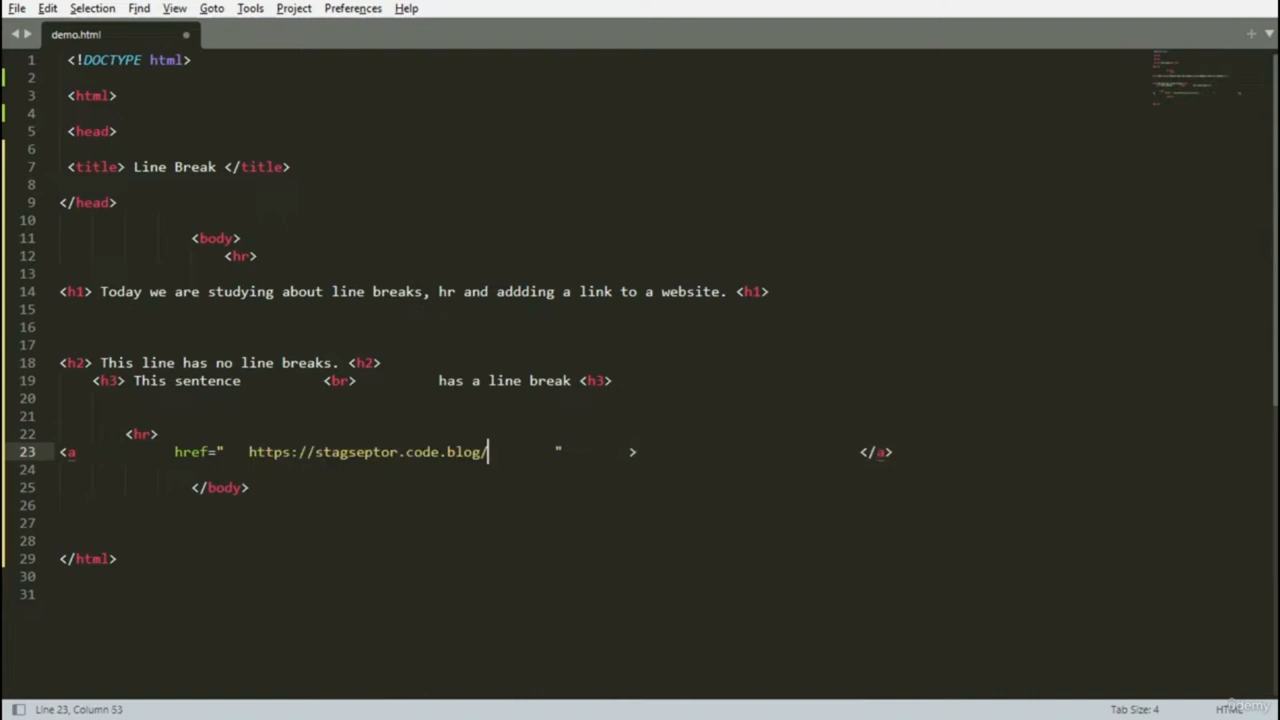 File Edit Selection Find View Goto Tools Project Preferences Help
demo.html
1 <!DOCTYPE html>
2
3 <html>
4
5 <head>
6
7 <title> Line Break </title>
8
9 </head>
10
11 <body>
12 <hr>
13
14 <h1> Today we are studying about line breaks, hr and addding a link to a website. <h1>
15
16
17
18 <h2> This line has no line breaks. <h2>
19 <h3> This sentence <br> has a line break <h3>
20
21
22 <hr>
23 <a href=" https://stagseptor.code.blog/ " > </a>
24
25 </body>
26
27
28
29 </html>
30
31
Line 23, Column 53 Tab Size: 4 HTML
Udemy